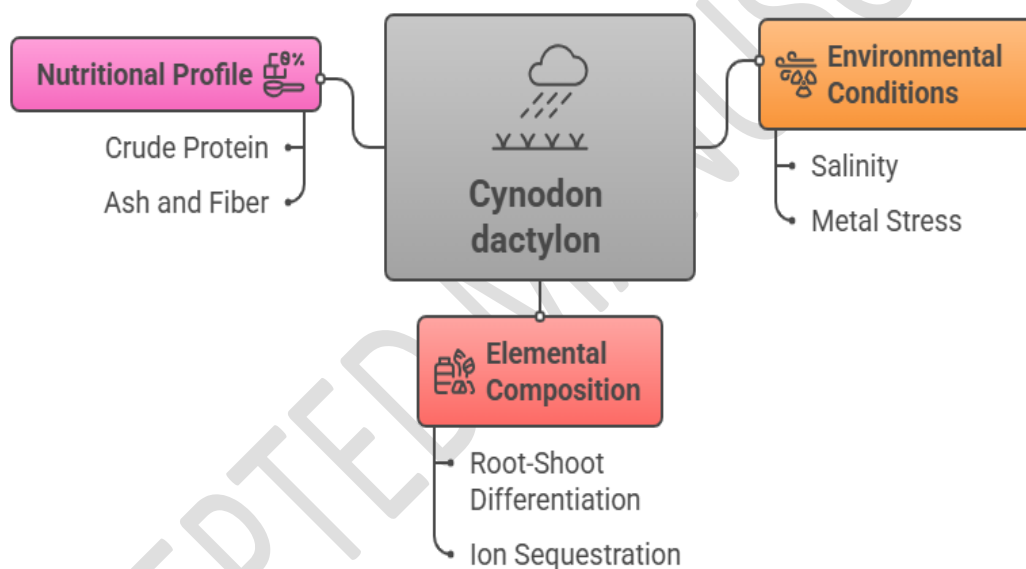 Nutritional Profile
Crude Protein
Ash and Fiber
Cynodon
dactylon
Environmental
Conditions
Salinity
Metal Stress
Elemental
Composition
Root-Shoot
Differentiation
Ion Sequestration